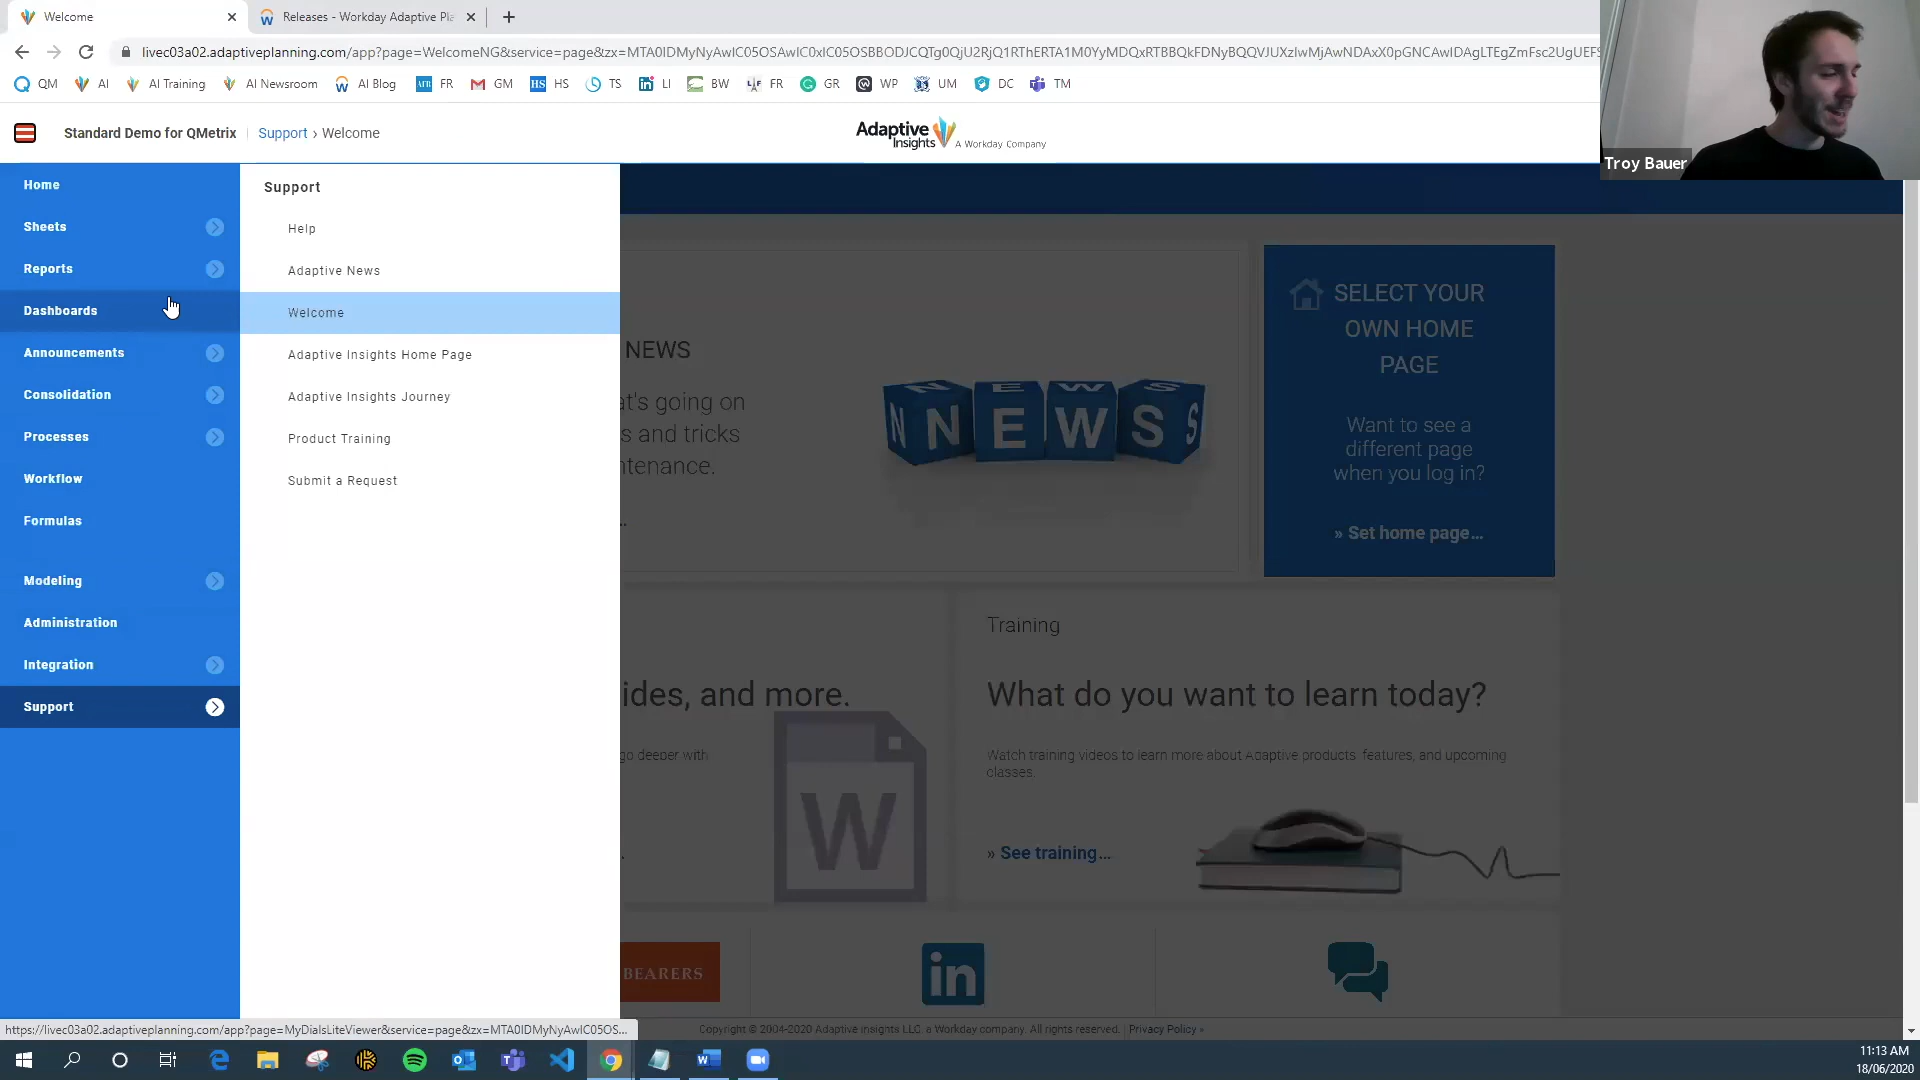 Welcome
Releases - Workday Adaptive Pla
livec03a02.adaptiveplanning.com/app?page=WelcomeNG&service=page&zx=
QM
AI
AI Training
AI Newsroom
AI Blog
FR
GM
HS
TS
LI
BW
FR
GR
WP
UM
DC
TM
Standard Demo for QMetrix
Support › Welcome
Adaptive Insights
A Workday Company
Troy Bauer
Home
Sheets
Reports
Dashboards
Announcements
Consolidation
Processes
Workflow
Formulas
Modeling
Administration
Integration
Support
Support
Help
Adaptive News
Welcome
Adaptive Insights Home Page
Adaptive Insights Journey
Product Training
Submit a Request
NEWS
at's going on
s and tricks
ntenance.
NEWS
SELECT YOUR
OWN HOME
PAGE
Want to see a
different page
when you log in?
» Set home page...
ides, and more.
go deeper with
W
Training
What do you want to learn today?
Watch training videos to learn more about Adaptive products, features, and upcoming
classes.
» See training...
BEARERS
in
https://livec03a02.adaptiveplanning.com/app?page=MyDialsLiteViewer&service=page&zx=MTA0IDMyNyAwIC05OS...
Copyright © 2004-2020 Adaptive Insights LLC, a Workday company. All rights reserved. | Privacy Policy »
11:13 AM
18/06/2020